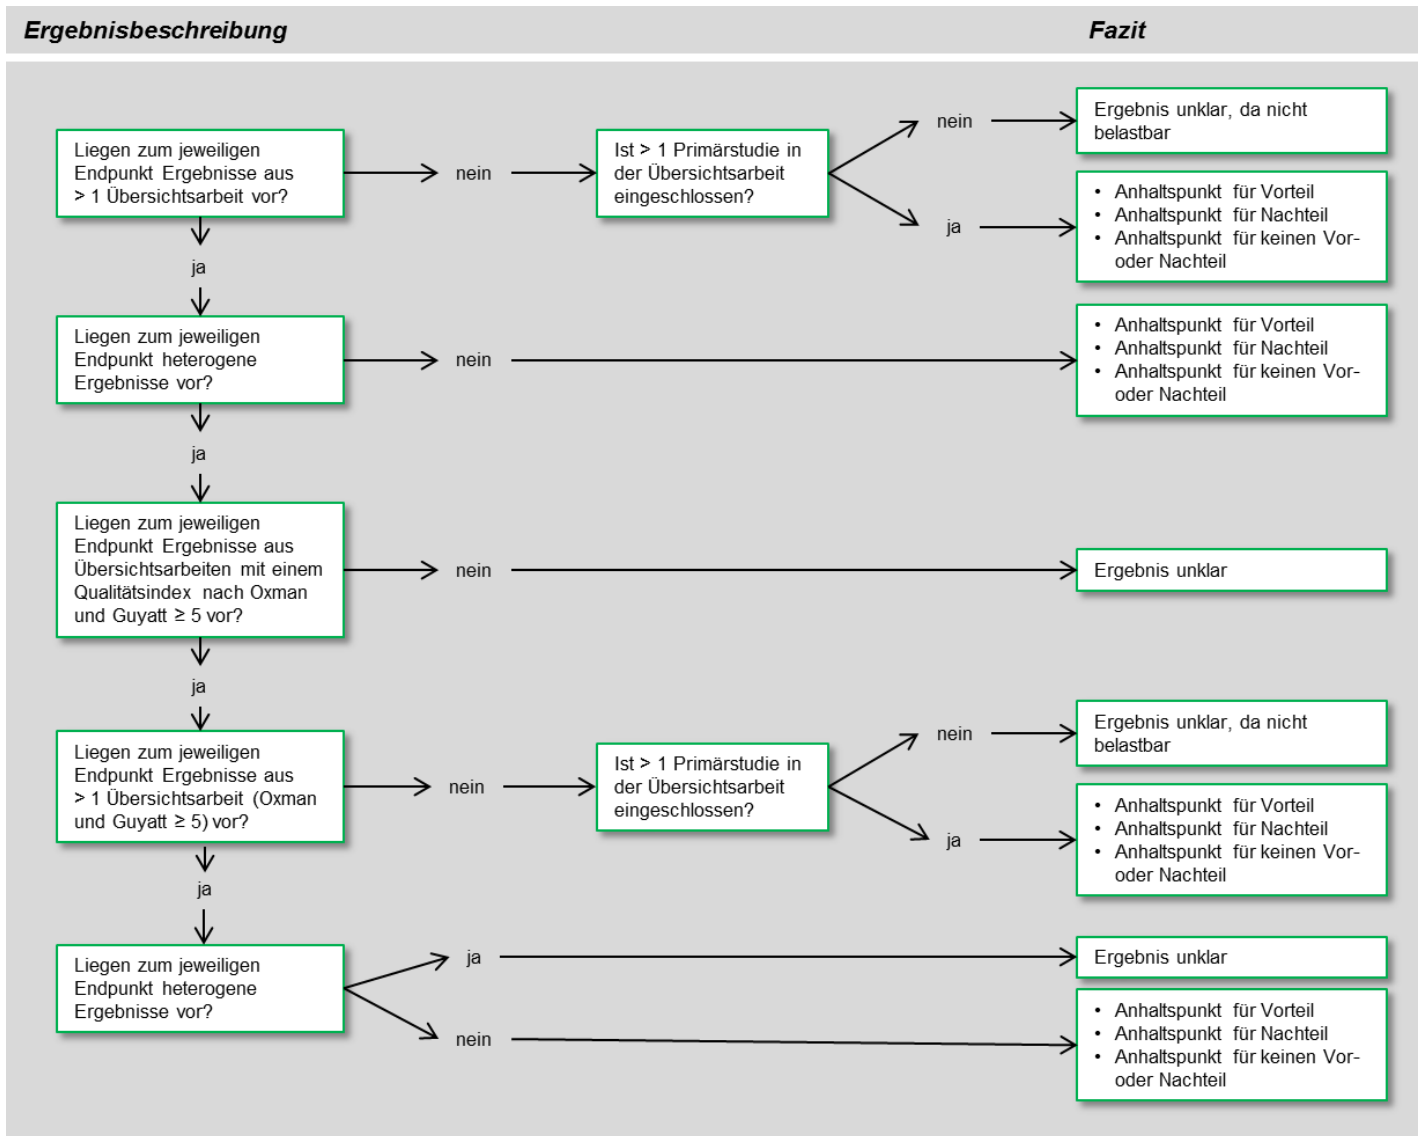 Ergebnisbeschreibung
Fazit
Liegen zum jeweiligen
Endpunkt Ergebnisse aus
> 1 Übersichtsarbeit vor?
nein
Ist > 1 Primärstudie in
der Übersichtsarbeit
eingeschlossen?
nein
Ergebnis unklar, da nicht
belastbar
ja
• Anhaltspunkt für Vorteil
• Anhaltspunkt für Nachteil
• Anhaltspunkt für keinen Vor-
oder Nachteil
ja
Liegen zum jeweiligen
Endpunkt heterogene
Ergebnisse vor?
nein
• Anhaltspunkt für Vorteil
• Anhaltspunkt für Nachteil
• Anhaltspunkt für keinen Vor-
oder Nachteil
ja
Liegen zum jeweiligen
Endpunkt Ergebnisse aus
Übersichtsarbeiten mit einem
Qualitätsindex nach Oxman
und Guyatt ≥ 5 vor?
nein
Ergebnis unklar
ja
Liegen zum jeweiligen
Endpunkt Ergebnisse aus
> 1 Übersichtsarbeit (Oxman
und Guyatt ≥ 5) vor?
nein
Ist > 1 Primärstudie in
der Übersichtsarbeit
eingeschlossen?
nein
Ergebnis unklar, da nicht
belastbar
ja
• Anhaltspunkt für Vorteil
• Anhaltspunkt für Nachteil
• Anhaltspunkt für keinen Vor-
oder Nachteil
ja
Liegen zum jeweiligen
Endpunkt heterogene
Ergebnisse vor?
ja
Ergebnis unklar
nein
• Anhaltspunkt für Vorteil
• Anhaltspunkt für Nachteil
• Anhaltspunkt für keinen Vor-
oder Nachteil